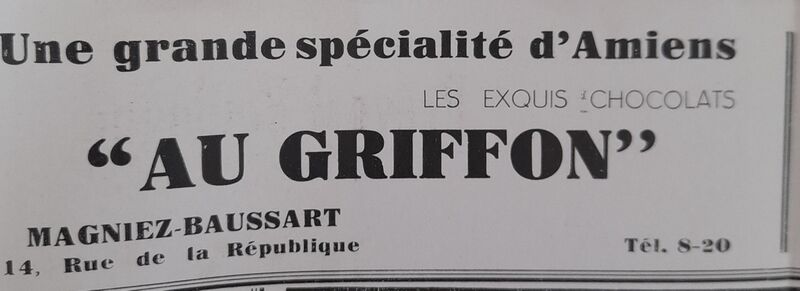 Une grande spécialité d'Amiens
LES EXQUIS CHOCOLATS
“AU GRIFFON”
MAGNIEZ-BAUSSART
14, Rue de la République
Tél. 8-20